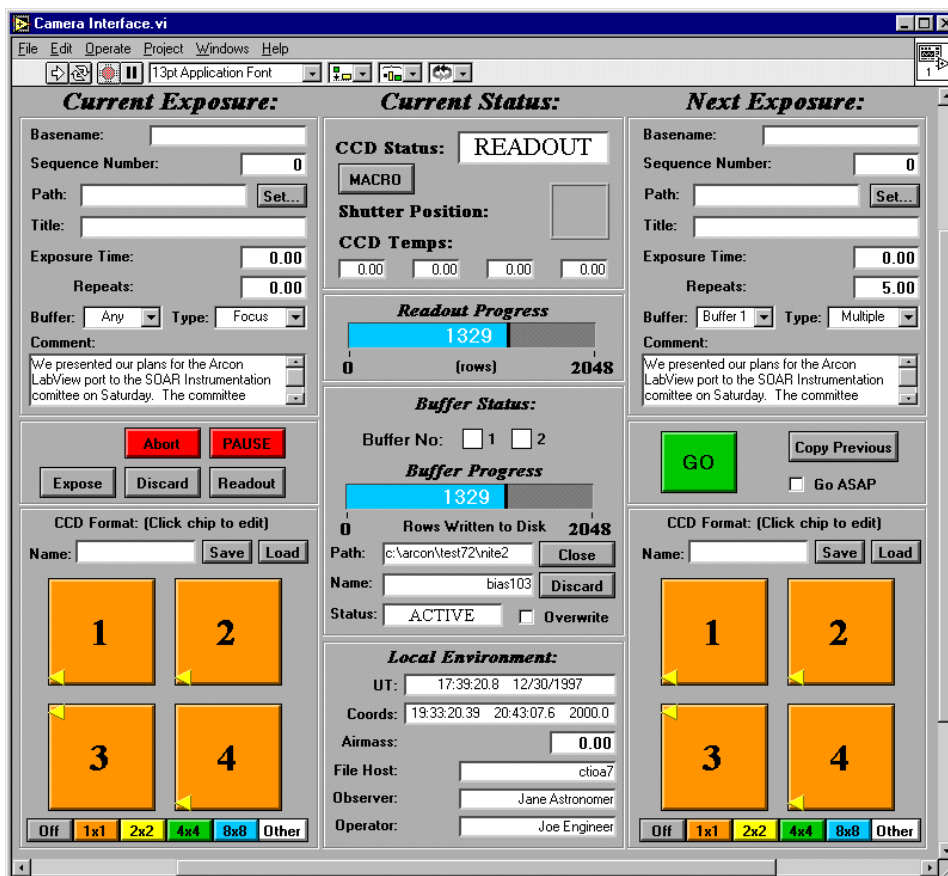 Camera Interface.vi
File Edit Operate Project Windows Help
13pt Application Font
1
Current Exposure:
Basename:
Sequence Number: 0
Path: Set...
Title:
Exposure Time: 0.00
Repeats: 0.00
Buffer: Any Type: Focus
Comment:
We presented our plans for the Arcon
LabView port to the SOAR Instrumentation
comittee on Saturday. The committee
Abort PAUSE
Expose Discard Readout
CCD Format: (Click chip to edit)
Name: Save Load
1 2
3 4
Off 1x1 2x2 4x4 8x8 Other
Current Status:
CCD Status: READOUT
MACRO
Shutter Position:
CCD Temps:
0.00 0.00 0.00 0.00
Readout Progress
1329
0 (rows) 2048
Buffer Status:
Buffer No: 1 2
Buffer Progress
1329
0 Rows Written to Disk 2048
Path: c:\arcon\test72\nite2 Close
Name: bias103 Discard
Status: ACTIVE Overwrite
Local Environment:
UT: 17:39:20.8 12/30/1997
Coords: 19:33:20.39 20:43:07.6 2000.0
Airmass: 0.00
File Host: ctioa7
Observer: Jane Astronomer
Operator: Joe Engineer
Next Exposure:
Basename:
Sequence Number: 0
Path: Set...
Title:
Exposure Time: 0.00
Repeats: 5.00
Buffer: Buffer 1 Type: Multiple
Comment:
We presented our plans for the Arcon
LabView port to the SOAR Instrumentation
comittee on Saturday. The committee
GO Copy Previous
Go ASAP
CCD Format: (Click chip to edit)
Name: Save Load
1 2
3 4
Off 1x1 2x2 4x4 8x8 Other